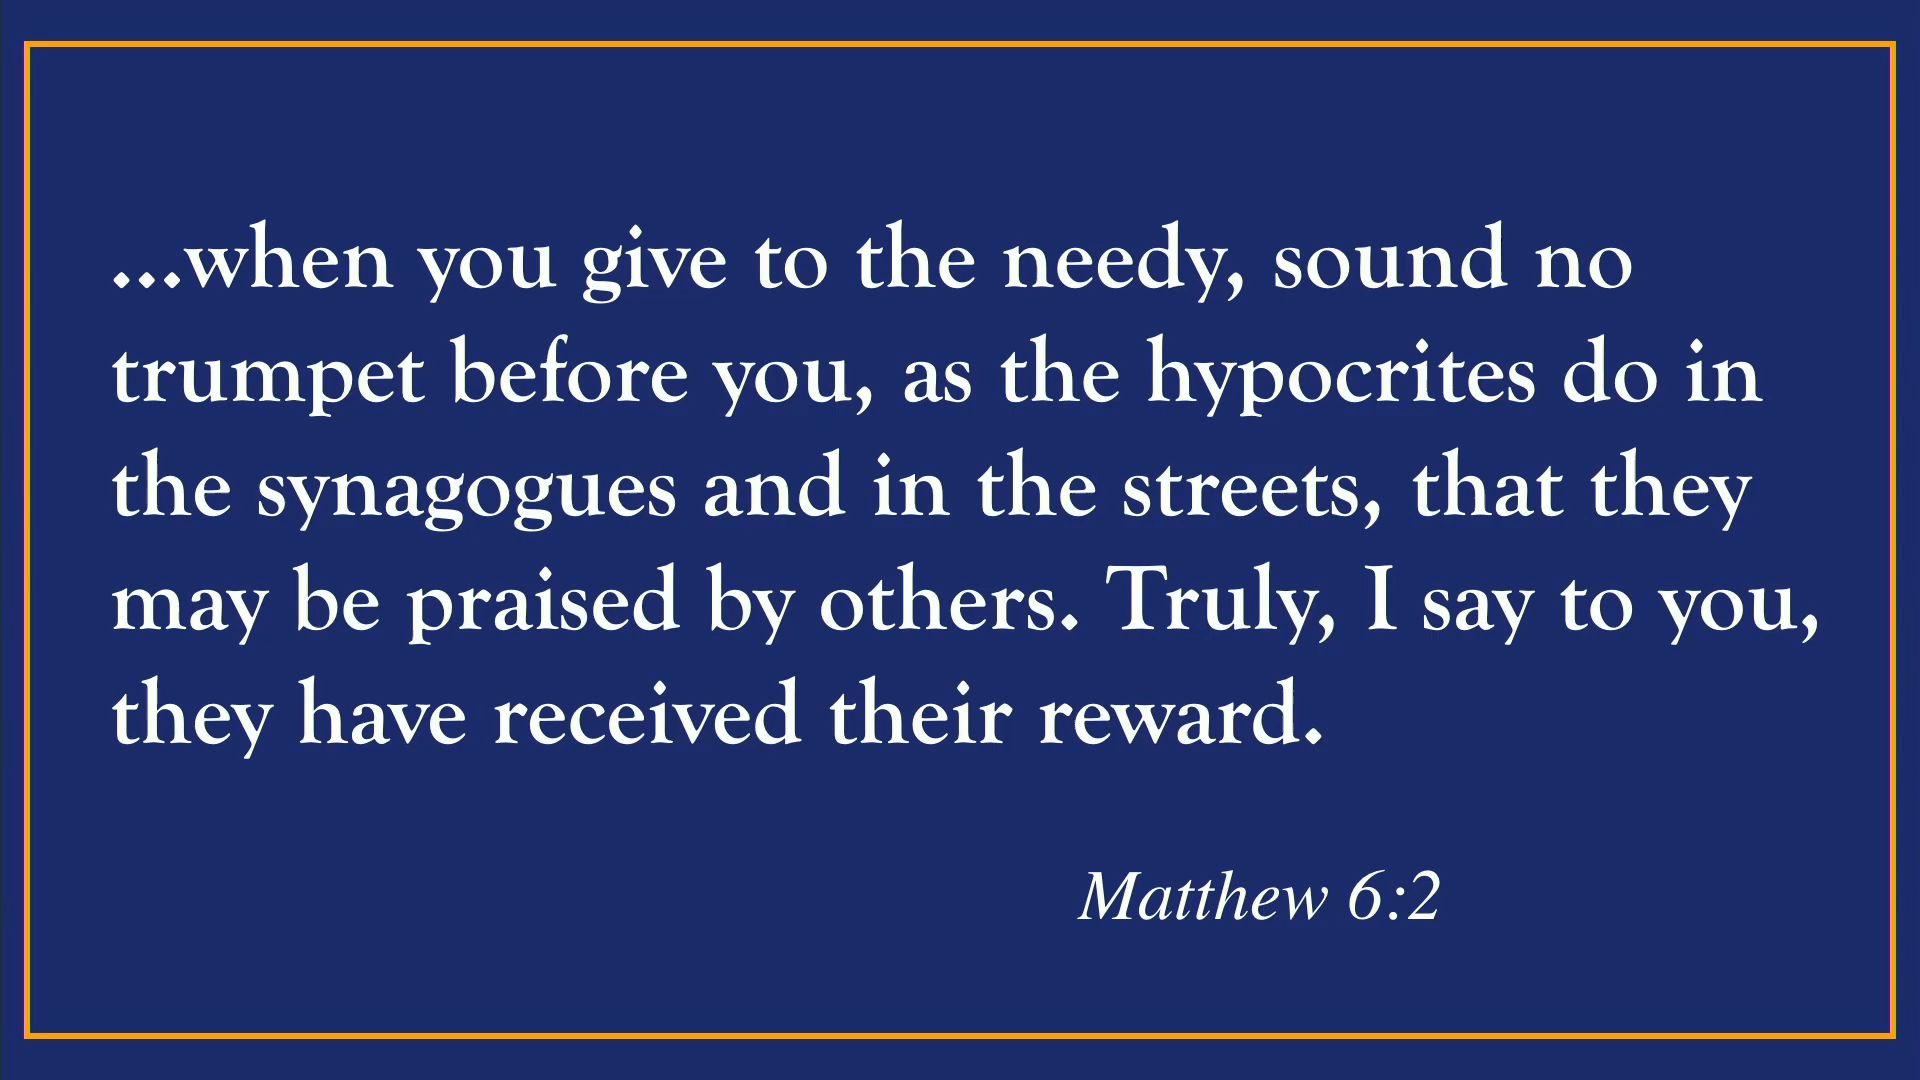 ...when you give to the needy, sound no
trumpet before you, as the hypocrites do in
the synagogues and in the streets, that they
may be praised by others. Truly, I say to you,
they have received their reward.
Matthew 6:2